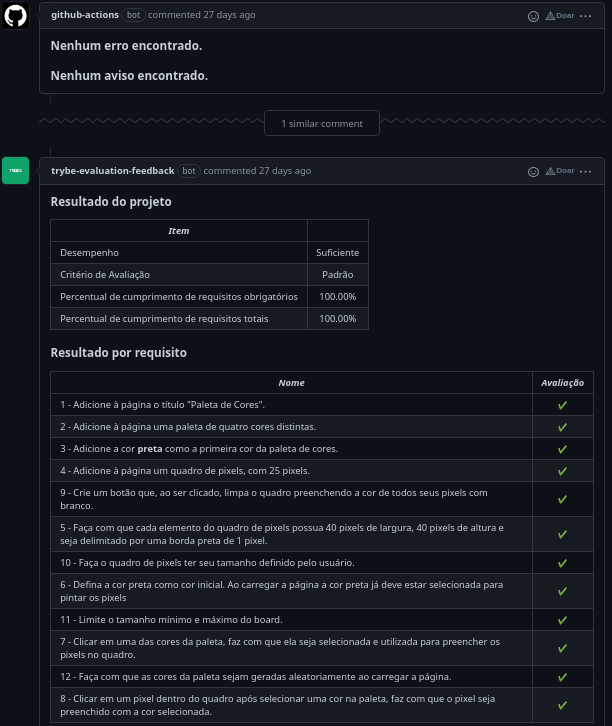 github-actions bot commented 27 days ago
Doar
Nenhum erro encontrado.
Nenhum aviso encontrado.
1 similar comment
TRYBE
trybe-evaluation-feedback bot commented 27 days ago
Doar
Resultado do projeto
Item
Desempenho Suficiente
Critério de Avaliação Padrão
Percentual de cumprimento de requisitos obrigatórios 100.00%
Percentual de cumprimento de requisitos totais 100.00%
Resultado por requisito
Nome Avaliação
1 - Adicione à página o título "Paleta de Cores".
2 - Adicione à página uma paleta de quatro cores distintas.
3 - Adicione a cor preta como a primeira cor da paleta de cores.
4 - Adicione à página um quadro de pixels, com 25 pixels.
9 - Crie um botão que, ao ser clicado, limpa o quadro preenchendo a cor de todos seus pixels com
branco.
5 - Faça com que cada elemento do quadro de pixels possua 40 pixels de largura, 40 pixels de altura e
seja delimitado por uma borda preta de 1 pixel.
10 - Faça o quadro de pixels ter seu tamanho definido pelo usuário.
6 - Defina a cor preta como cor inicial. Ao carregar a página a cor preta já deve estar selecionada para
pintar os pixels
11 - Limite o tamanho mínimo e máximo do board.
7 - Clicar em uma das cores da paleta, faz com que ela seja selecionada e utilizada para preencher os
pixels no quadro.
12 - Faça com que as cores da paleta sejam geradas aleatoriamente ao carregar a página.
8 - Clicar em um pixel dentro do quadro após selecionar uma cor na paleta, faz com que o pixel seja
preenchido com a cor selecionada.